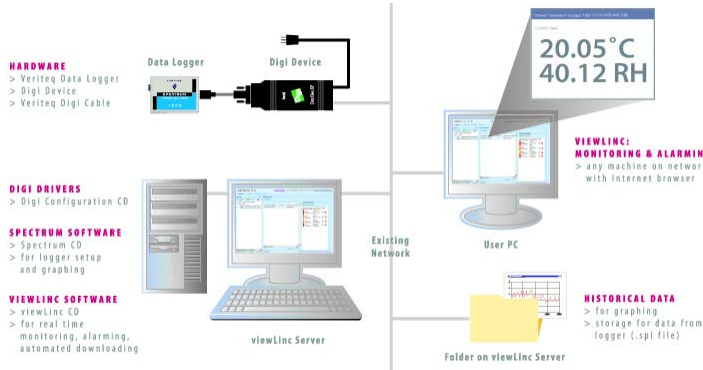 HARDWARE
> Veriteq Data Logger
> Digi Device
> Veriteq Digi Cable
Data Logger
Digi Device
SPECTRUM
20.05°C
40.12 RH
VIEWLINC:
MONITORING & ALARMIN
> any machine on networ
with Internet browser
DIGI DRIVERS
> Digi Configuration CD
SPECTRUM SOFTWARE
> Spectrum CD
> for logger setup
and graphing
VIEWLINC SOFTWARE
> viewLinc CD
> for real time
monitoring, alarming,
automated downloading
viewLinc Server
Existing
Network
User PC
HISTORICAL DATA
> for graphing
> storage for data from
logger (.spl file)
Folder on viewLinc Server